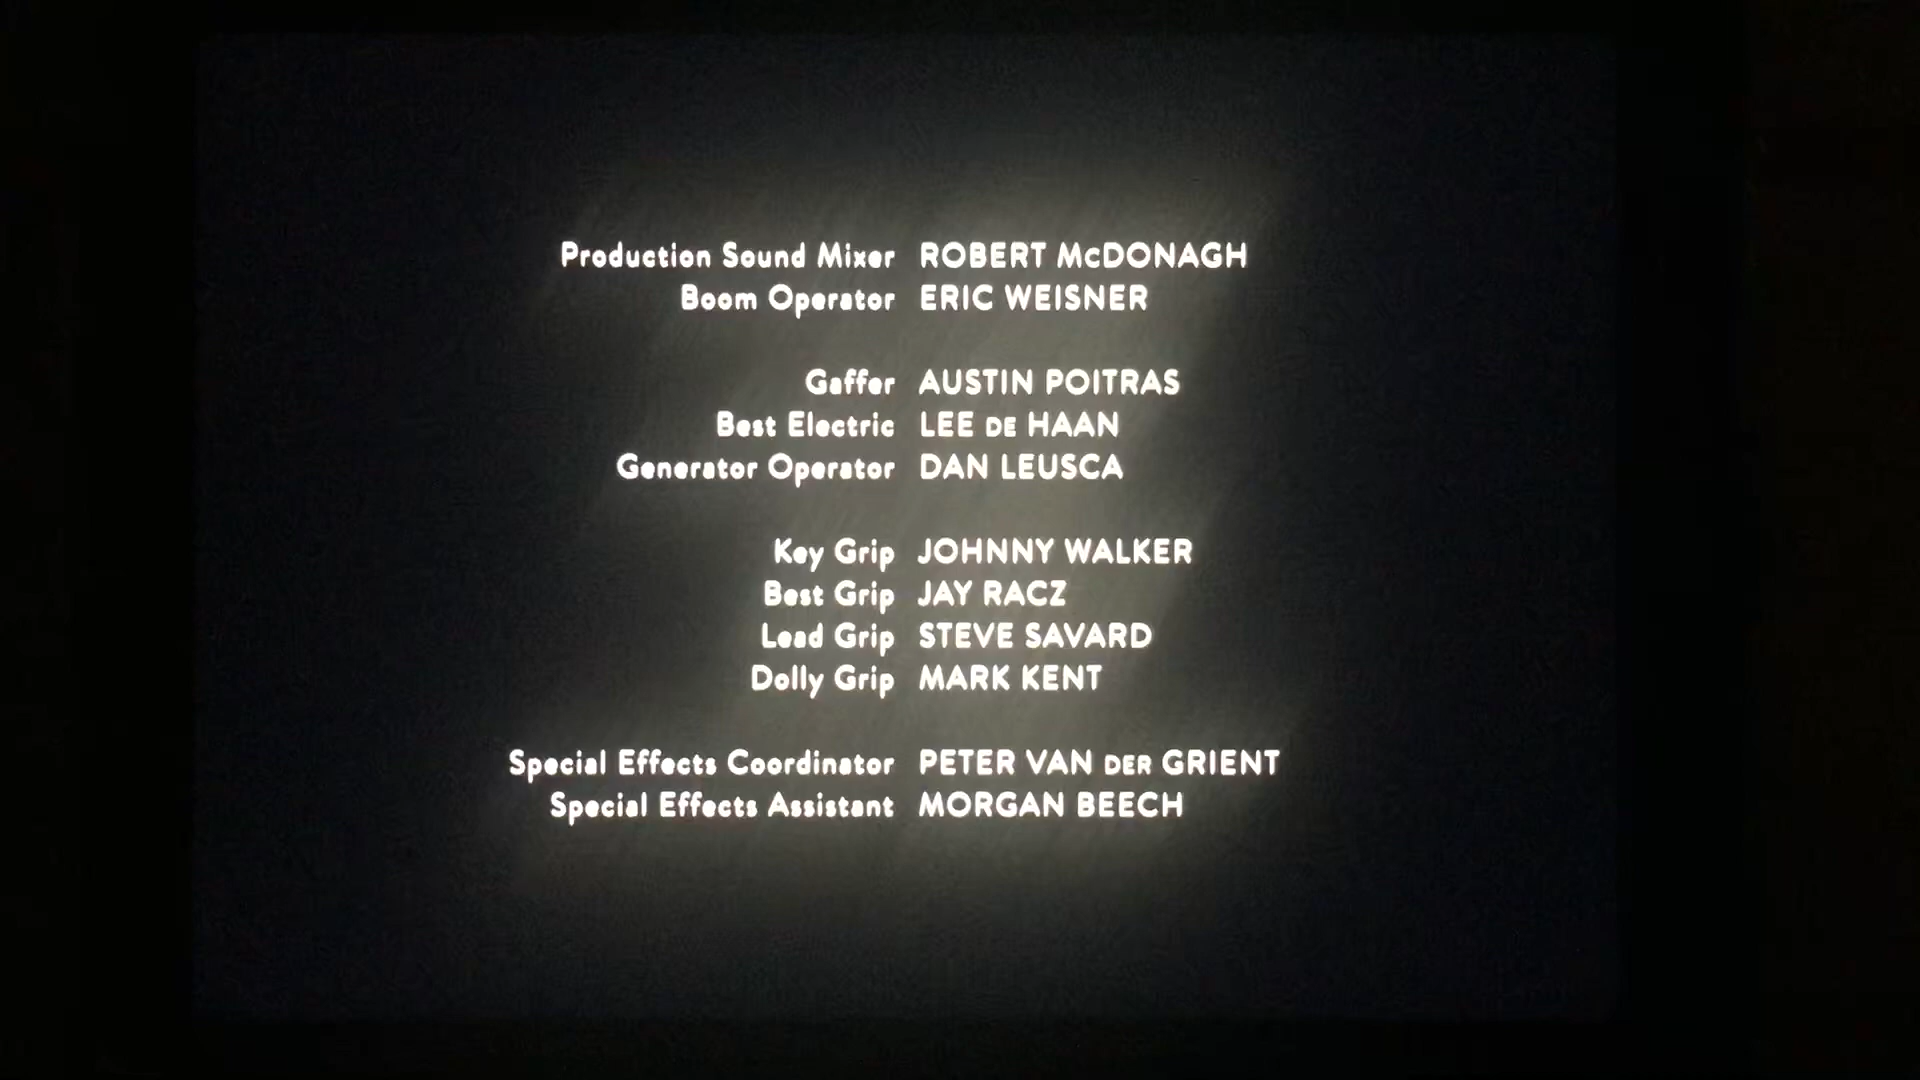 Production Sound Mixer ROBERT McDONAGH
Boom Operator ERIC WEISNER
Gaffer AUSTIN POITRAS
Best Electric LEE DE HAAN
Generator Operator DAN LEUSCA
Key Grip JOHNNY WALKER
Best Grip JAY RACZ
Lead Grip STEVE SAVARD
Dolly Grip MARK KENT
Special Effects Coordinator PETER VAN DER GRIENT
Special Effects Assistant MORGAN BEECH